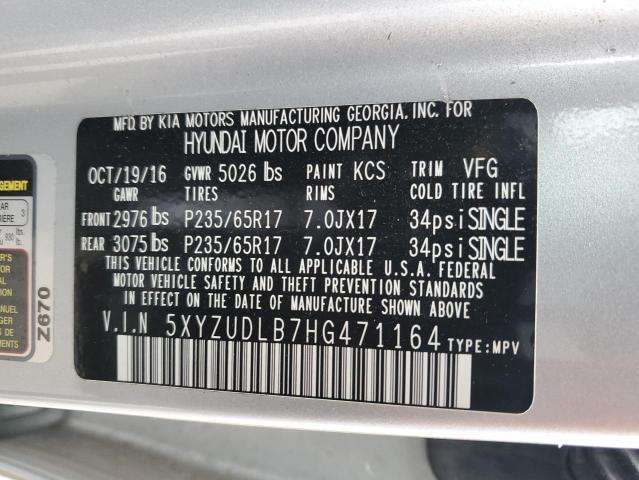 MFD. BY KIA MOTORS MANUFACTURING GEORGIA, INC. FOR
HYUNDAI MOTOR COMPANY
OCT/19/16 GVWR 5026 lbs PAINT KCS TRIM VFG
GAWR TIRES RIMS COLD TIRE INFL
FRONT 2976 lbs P235/65R17 7.0JX17 34psi SINGLE
REAR 3075 lbs P235/65R17 7.0JX17 34psi SINGLE
THIS VEHICLE CONFORMS TO ALL APPLICABLE U.S.A. FEDERAL
MOTOR VEHICLE SAFETY AND THEFT PREVENTION STANDARDS
IN EFFECT ON THE DATE OF MANUFACTURE SHOWN ABOVE.
V.I.N 5XYZUDLB7HG471164 TYPE: MPV
3
930 lbs.
Z670